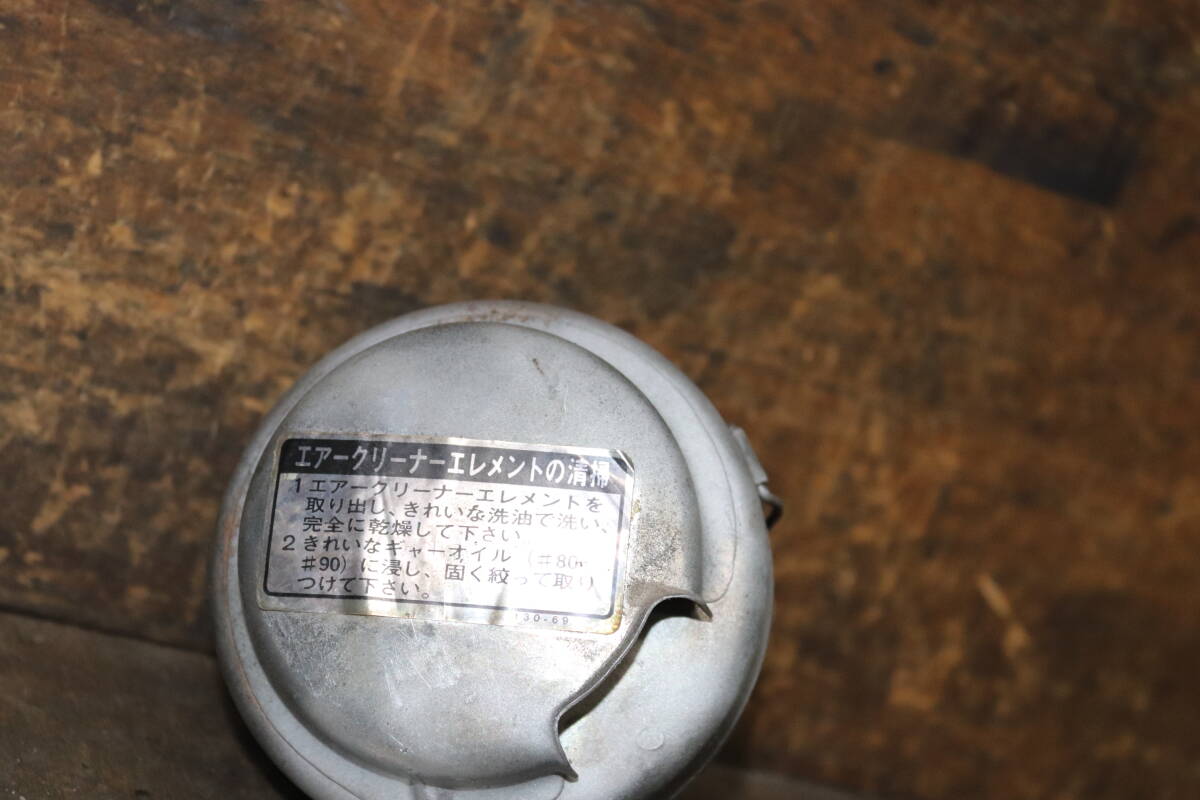 エアークリーナーエレメントの清掃
1 エアークリーナーエレメントを
取り出し、きれいな洗油で洗い、
完全に乾燥して下さい。
2 きれいなギャーオイル (#80~
#90) に浸し、固く絞って取り
つけて下さい。
130-69